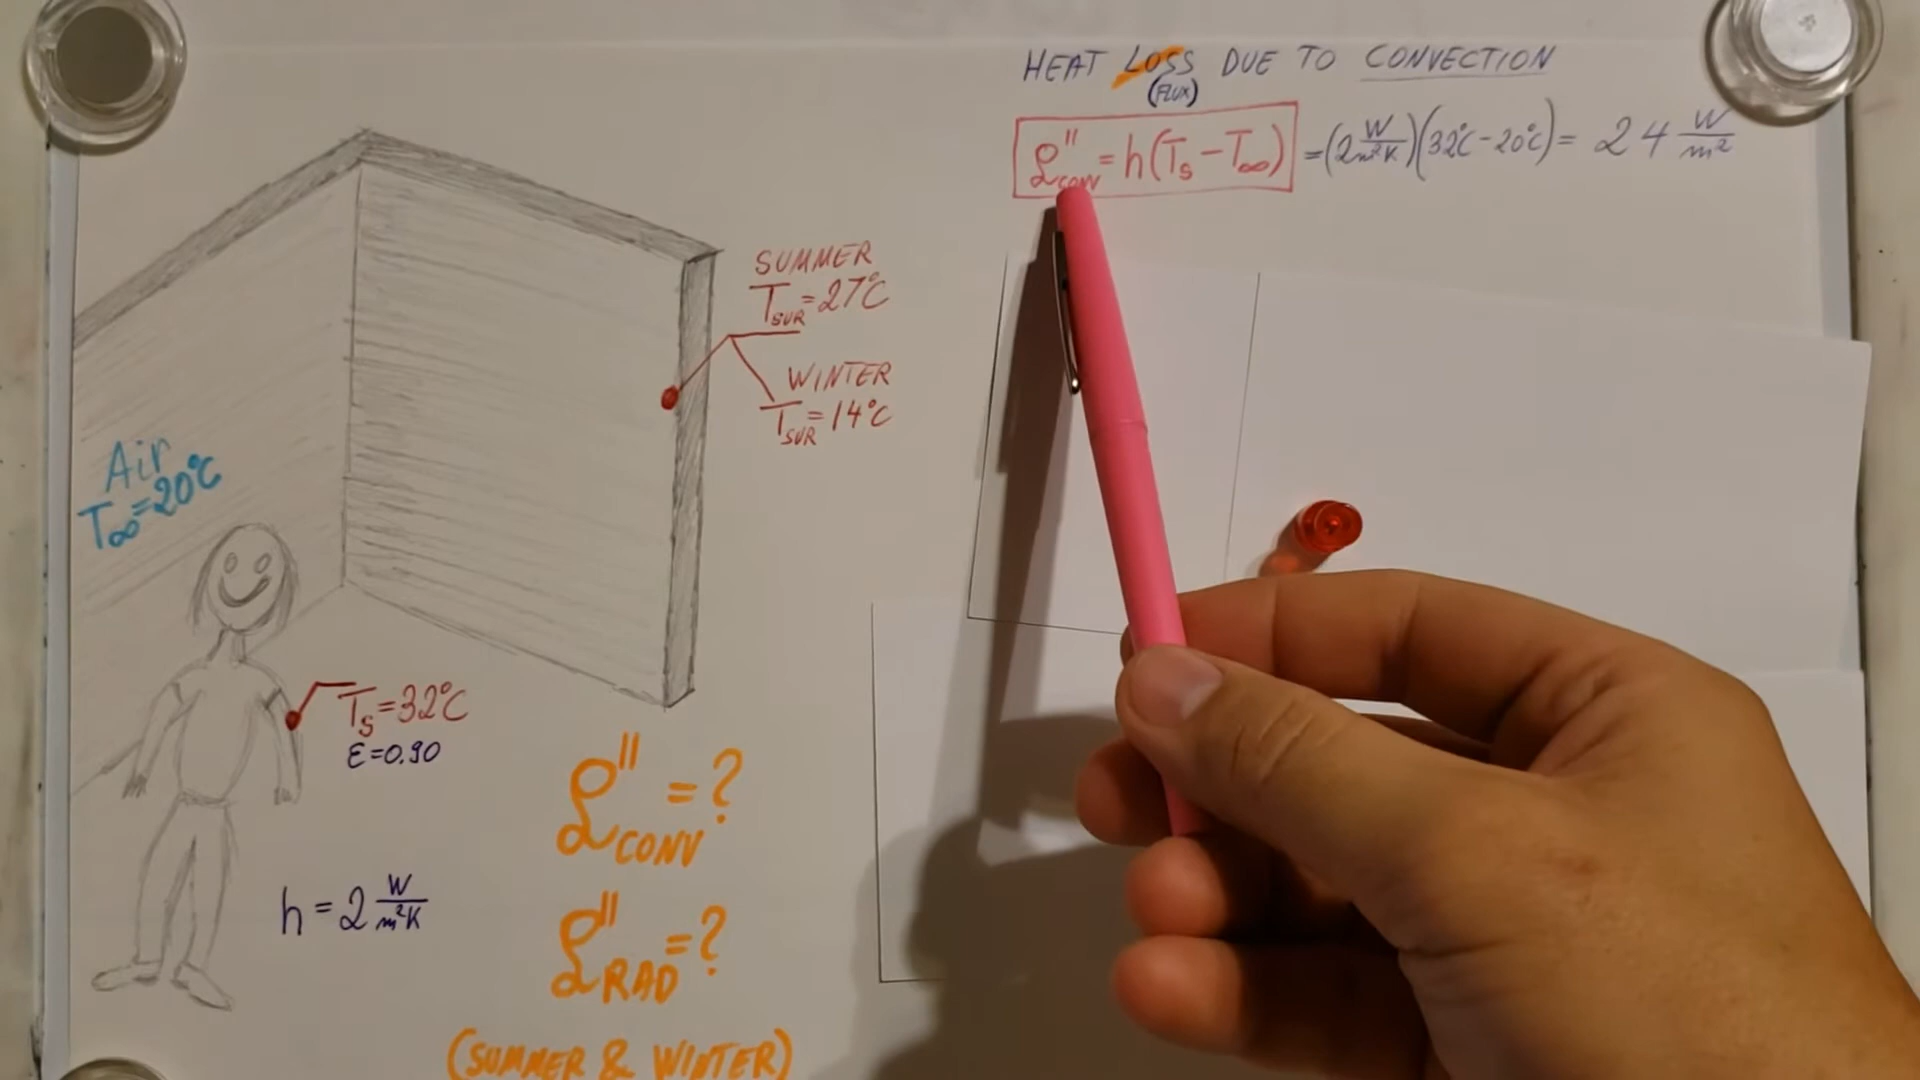 HEAT LOSS DUE TO CONVECTION
(FLUX)
q''conv = h(Ts - T∞) = (2 W/m²K)(32°C - 20°C) = 24 W/m²
SUMMER
TSUR = 27°C
WINTER
TSUR = 14°C
Air
T∞ = 20°C
Ts = 32°C
ε = 0.90
h = 2 W/m²K
q''CONV = ?
q''RAD = ?
(SUMMER & WINTER)